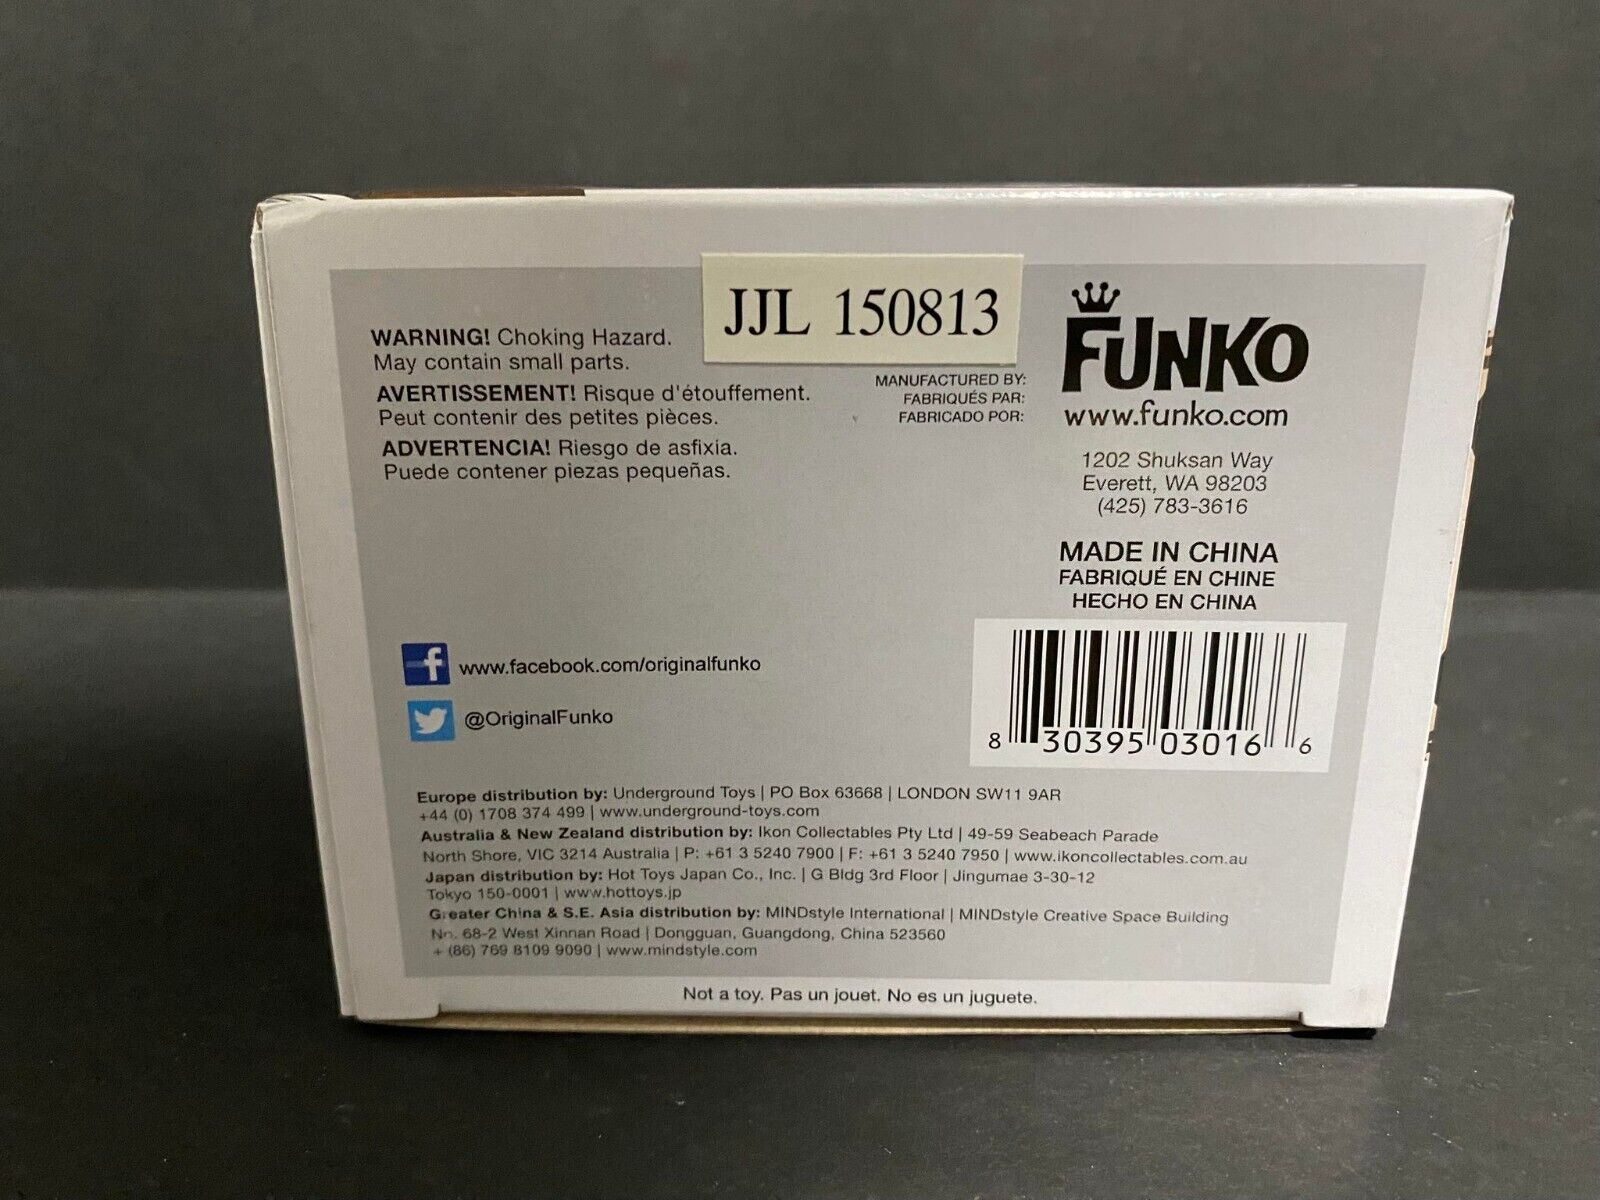 JJL 150813
WARNING! Choking Hazard.
May contain small parts.
AVERTISSEMENT! Risque d'étouffement.
Peut contenir des petites pièces.
ADVERTENCIA! Riesgo de asfixia.
Puede contener piezas pequeñas.
MANUFACTURED BY:
FABRIQUÉS PAR:
FABRICADO POR:
FUNKO
www.funko.com
1202 Shuksan Way
Everett, WA 98203
(425) 783-3616
MADE IN CHINA
FABRIQUÉ EN CHINE
HECHO EN CHINA
8 30395 03016 6
f www.facebook.com/originalfunko
@OriginalFunko
Europe distribution by: Underground Toys | PO Box 63668 | LONDON SW11 9AR
+44 (0) 1708 374 499 | www.underground-toys.com
Australia & New Zealand distribution by: Ikon Collectables Pty Ltd | 49-59 Seabeach Parade
North Shore, VIC 3214 Australia | P: +61 3 5240 7900 | F: +61 3 5240 7950 | www.ikoncollectables.com.au
Japan distribution by: Hot Toys Japan Co., Inc. | G Bldg 3rd Floor | Jingumae 3-30-12
Tokyo 150-0001 | www.hottoys.jp
Greater China & S.E. Asia distribution by: MINDstyle International | MINDstyle Creative Space Building
No. 68-2 West Xinnan Road | Dongguan, Guangdong, China 523560
+ (86) 769 8109 9090 | www.mindstyle.com
Not a toy. Pas un jouet. No es un juguete.